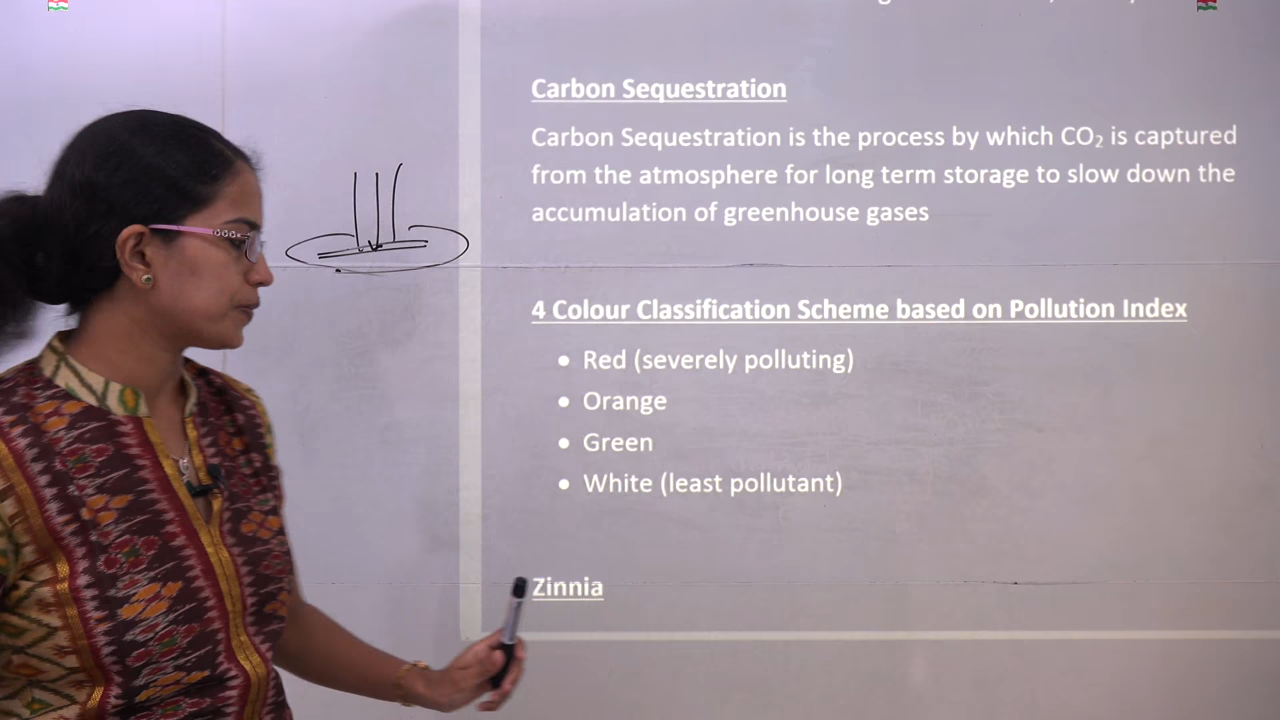 Carbon Sequestration
Carbon Sequestration is the process by which CO₂ is captured
from the atmosphere for long term storage to slow down the
accumulation of greenhouse gases
4 Colour Classification Scheme based on Pollution Index
• Red (severely polluting)
• Orange
• Green
• White (least pollutant)
Zinnia